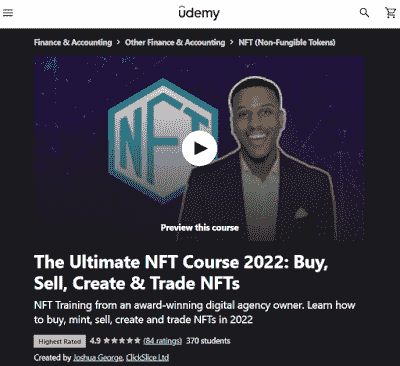 udemy
Finance & Accounting > Other Finance & Accounting > NFT (Non-Fungible Tokens)
NFT
Preview this course
The Ultimate NFT Course 2022: Buy,
Sell, Create & Trade NFTs
NFT Training from an award-winning digital agency owner. Learn how
to buy, mint, sell, create and trade NFTs in 2022
Highest Rated 4.9 ★★★★★ (84 ratings) 370 students
Created by Joshua George, ClickSlice Ltd